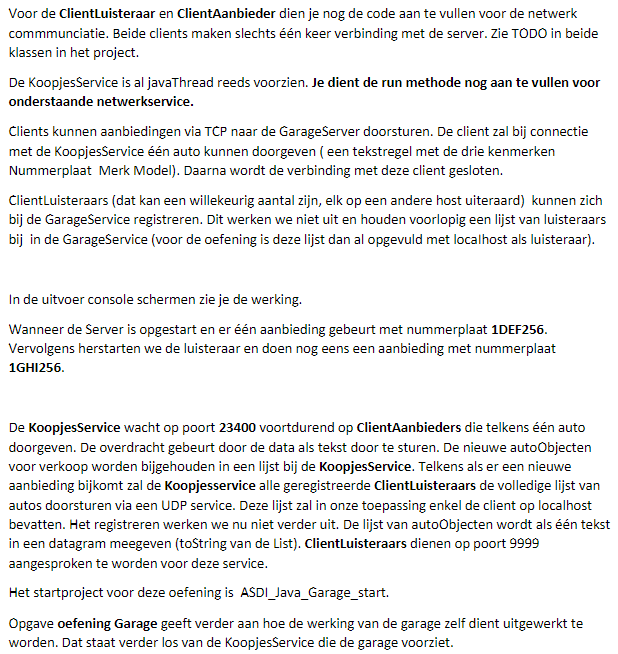 Voor de ClientLuisteraar en ClientAanbieder dien je nog de code aan te vullen voor de netwerk
commmunciatie. Beide clients maken slechts één keer verbinding met de server. Zie TODO in beide
klassen in het project.
De KoopjesService is al javaThread reeds voorzien. Je dient de run methode nog aan te vullen voor
onderstaande netwerkservice.
Clients kunnen aanbiedingen via TCP naar de GarageServer doorsturen. De client zal bij connectie
met de KoopjesService één auto kunnen doorgeven ( een tekstregel met de drie kenmerken
Nummerplaat  Merk Model). Daarna wordt de verbinding met deze client gesloten.
ClientLuisteraars (dat kan een willekeurig aantal zijn, elk op een andere host uiteraard)  kunnen zich
bij de GarageService registreren. Dit werken we niet uit en houden voorlopig een lijst van luisteraars
bij  in de GarageService (voor de oefening is deze lijst dan al opgevuld met localhost als luisteraar).
In de uitvoer console schermen zie je de werking.
Wanneer de Server is opgestart en er één aanbieding gebeurt met nummerplaat 1DEF256.
Vervolgens herstarten we de luisteraar en doen nog eens een aanbieding met nummerplaat
1GHI256.
De KoopjesService wacht op poort 23400 voortdurend op ClientAanbieders die telkens één auto
doorgeven. De overdracht gebeurt door de data als tekst door te sturen. De nieuwe autoObjecten
voor verkoop worden bijgehouden in een lijst bij de KoopjesService. Telkens als er een nieuwe
aanbieding bijkomt zal de Koopjesservice alle geregistreerde ClientLuisteraars de volledige lijst van
autos doorsturen via een UDP service. Deze lijst zal in onze toepassing enkel de client op localhost
bevatten. Het registreren werken we nu niet verder uit. De lijst van autoObjecten wordt als één tekst
in een datagram meegeven (toString van de List). ClientLuisteraars dienen op poort 9999
aangesproken te worden voor deze service.
Het startproject voor deze oefening is  ASDI_Java_Garage_start.
Opgave oefening Garage geeft verder aan hoe de werking van de garage zelf dient uitgewerkt te
worden. Dat staat verder los van de KoopjesService die de garage voorziet.